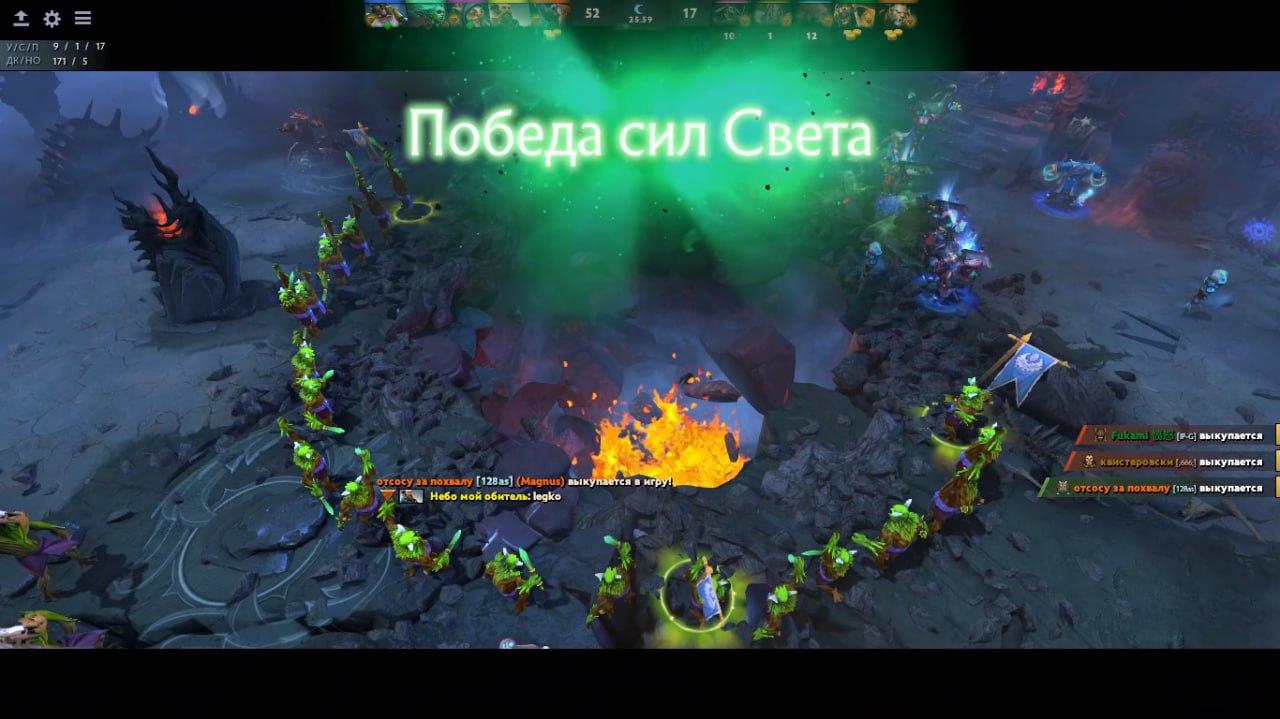 52
25:59
17
У/С/П 9 / 1 / 17
ДК/НО 171 / 5
10
1
12
Победа сил Света
Fukami [P-G] выкупается
квистеровски [.666,] выкупается
отсосу за похвалу [128as] выкупается
отсосу за похвалу [128as] (Magnus) выкупается в игру!
Небо мой обитель: legko